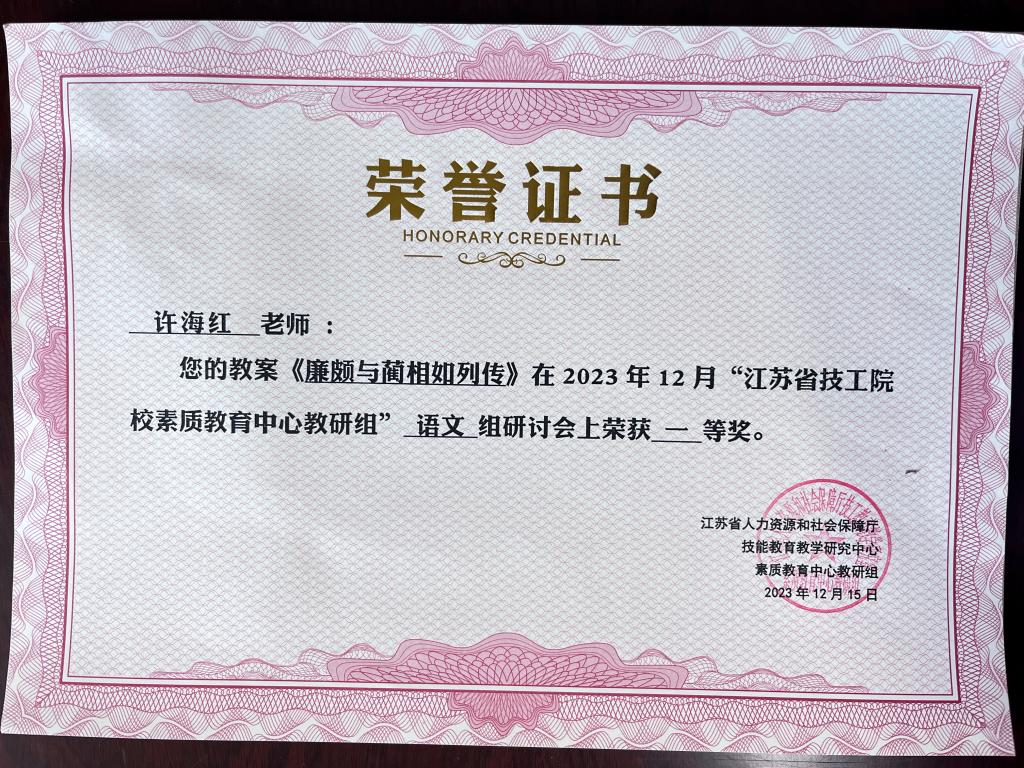 荣誉证书
HONORARY CREDENTIAL
许海红 老师 ：
您的教案《廉颇与蔺相如列传》在 2023 年 12 月“江苏省技工院
校素质教育中心教研组” 语文 组研讨会上荣获 一 等奖。
江苏省人力资源和社会保障厅
技能教育教学研究中心
素质教育中心教研组
2023 年 12 月 15 日